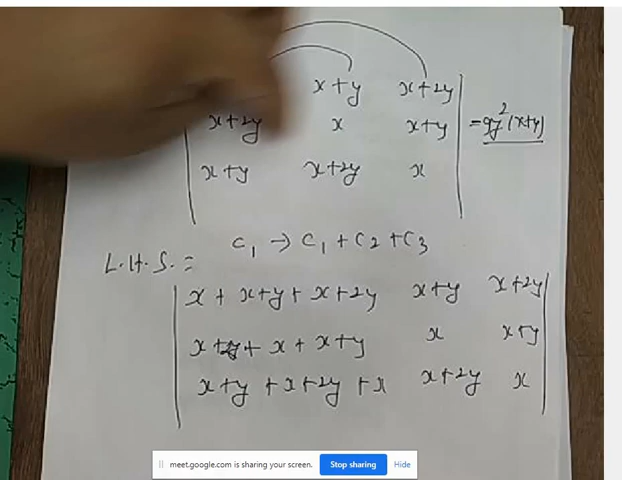 x+y x+2y
x+2y x x+y = 9y²(x+y)
x+y x+2y x
C₁ → C₁ + C₂ + C₃
L.H.S. =
x + x+y + x+2y x+y x+2y
x+2y + x + x+y x x+y
x+y + x+2y + x x+2y x
meet.google.com is sharing your screen. Stop sharing Hide